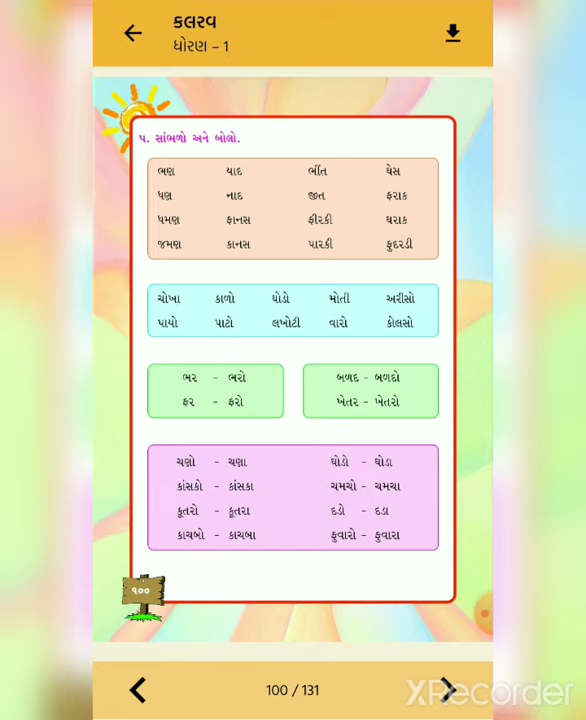 કલરવ
ધોરણ – 1
૫. સાંભળો અને બોલો.
ભણ યાદ ભીંત ઘેસ
ધણ નાદ જીત ફરાક
ધમણ ફાનસ ફીરકી ઘરાક
જમણ કાનસ પારકી ફુદરડી
ચોખા કાળો ઘોડો મોતી અરીસો
પાયો પાટો લખોટી વારો કોલસો
ભર - ભરો
ફર - ફરો
બળદ - બળદો
ખેતર - ખેતરો
ચણો - ચણા ઘોડો - ઘોડા
કાંસકો - કાંસકા ચમચો - ચમચા
કૂતરો - કૂતરા દડો - દડા
કાચબો - કાચબા ફુવારો - ફુવારા
૧૦૦
100 / 131
XRecorder